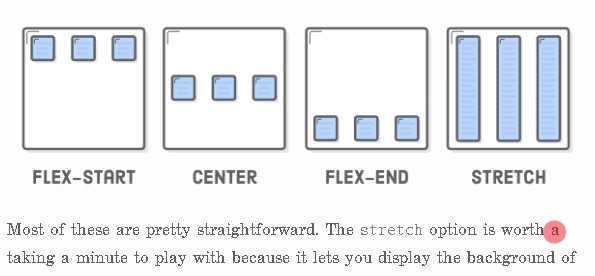 FLEX-START CENTER FLEX-END STRETCH
Most of these are pretty straightforward. The stretch option is worth a
taking a minute to play with because it lets you display the background of